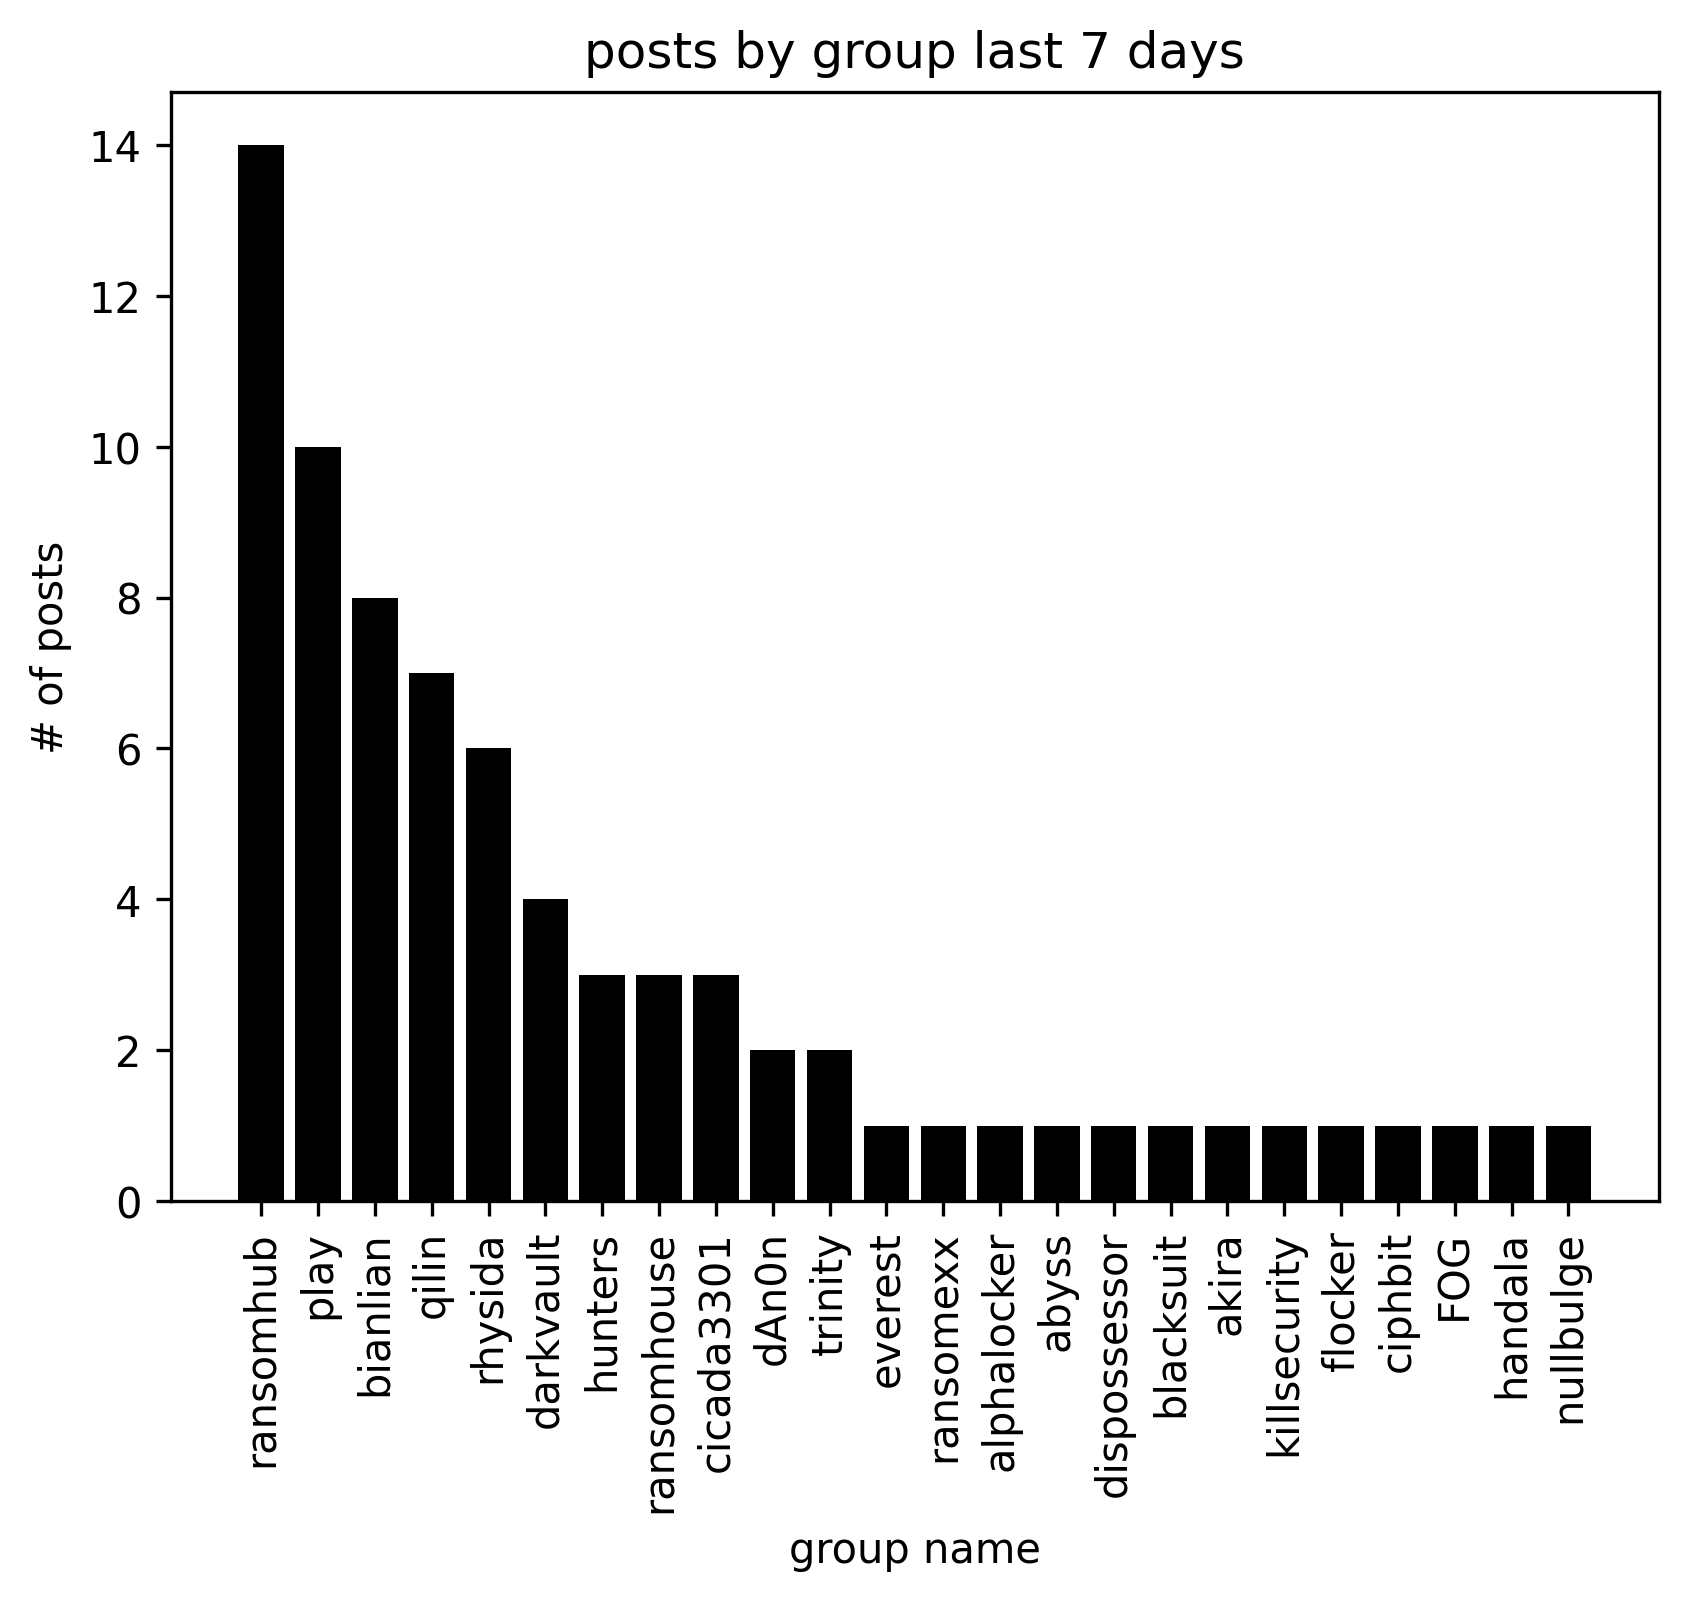 posts by group last 7 days
# of posts
14
12
10
8
6
4
2
0
ransomhub
play
bianlian
qilin
rhysida
darkvault
hunters
ransomhouse
cicada3301
dAn0n
trinity
everest
ransomexx
alphalocker
abyss
dispossessor
blacksuit
akira
killsecurity
flocker
ciphbit
FOG
handala
nullbulge
group name